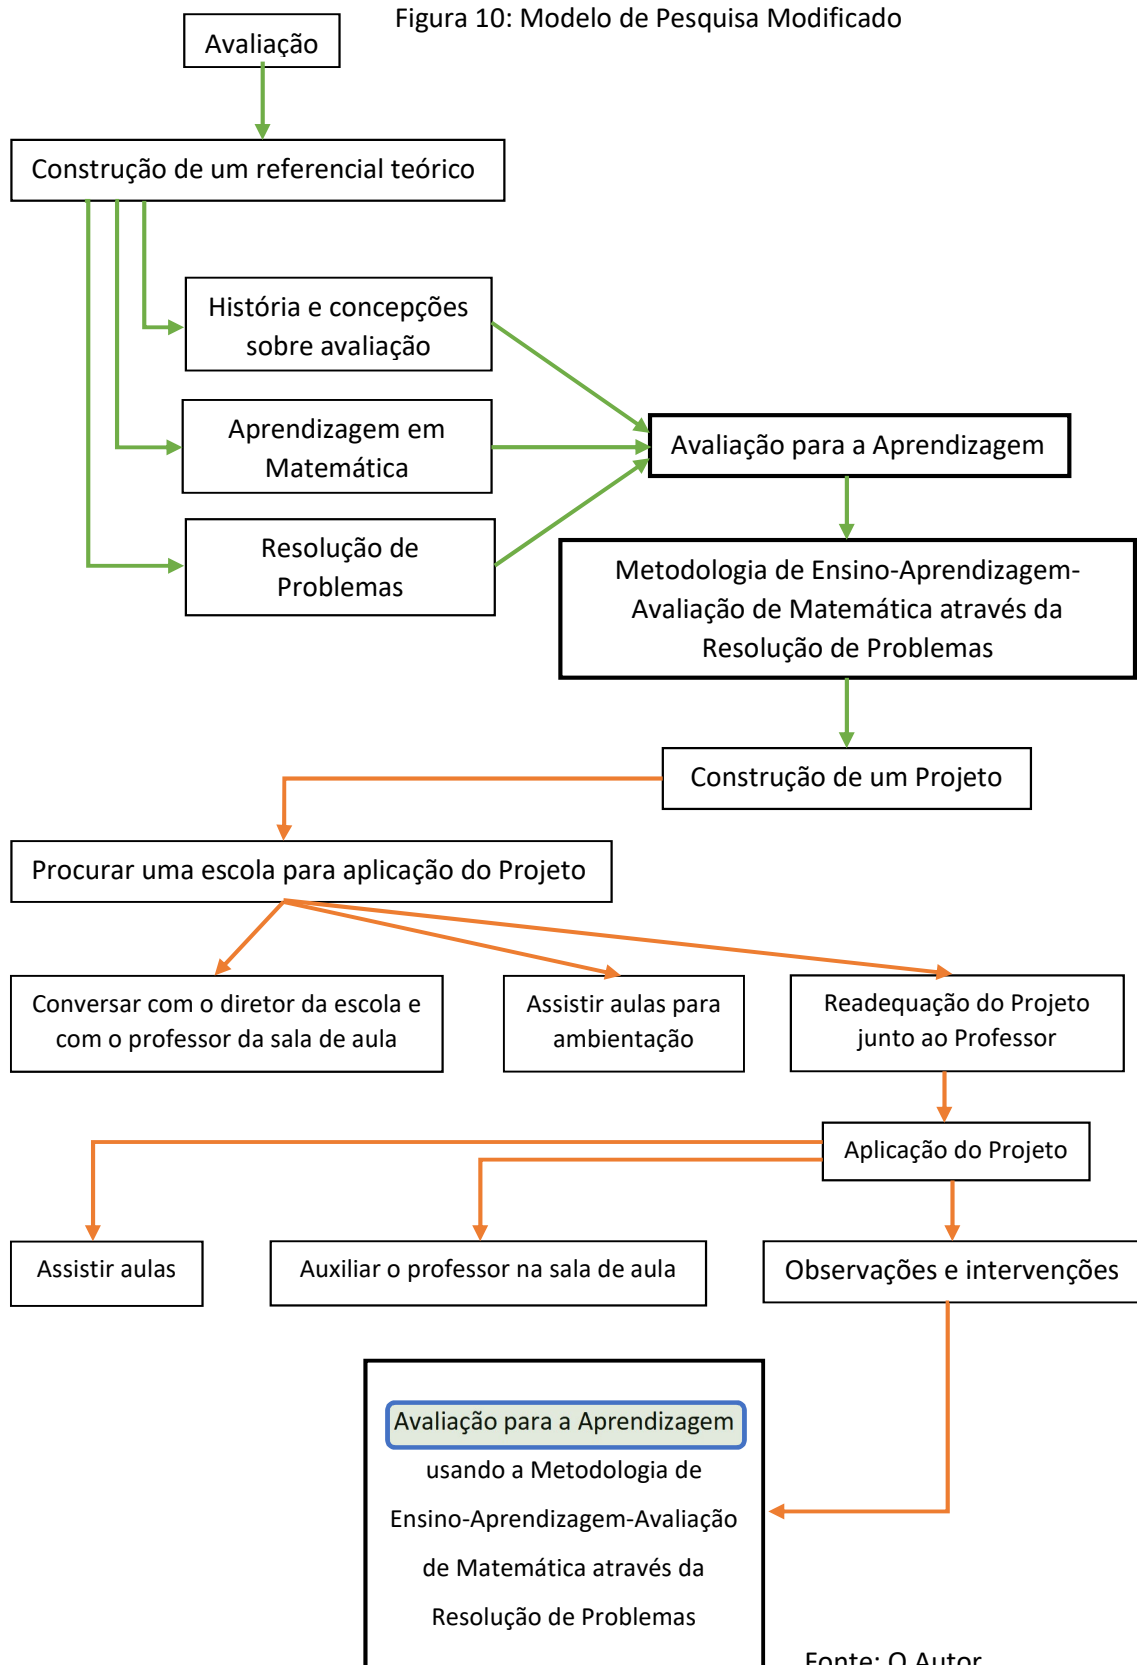 Figura 10: Modelo de Pesquisa Modificado
Avaliação
Construção de um referencial teórico
História e concepções
sobre avaliação
Aprendizagem em
Matemática
Avaliação para a Aprendizagem
Resolução de
Problemas
Metodologia de Ensino-Aprendizagem-
Avaliação de Matemática através da
Resolução de Problemas
Construção de um Projeto
Procurar uma escola para aplicação do Projeto
Conversar com o diretor da escola e
com o professor da sala de aula
Assistir aulas para
ambientação
Readequação do Projeto
junto ao Professor
Aplicação do Projeto
Assistir aulas
Auxiliar o professor na sala de aula
Observações e intervenções
Avaliação para a Aprendizagem
usando a Metodologia de
Ensino-Aprendizagem-Avaliação
de Matemática através da
Resolução de Problemas
Fonte: O Autor